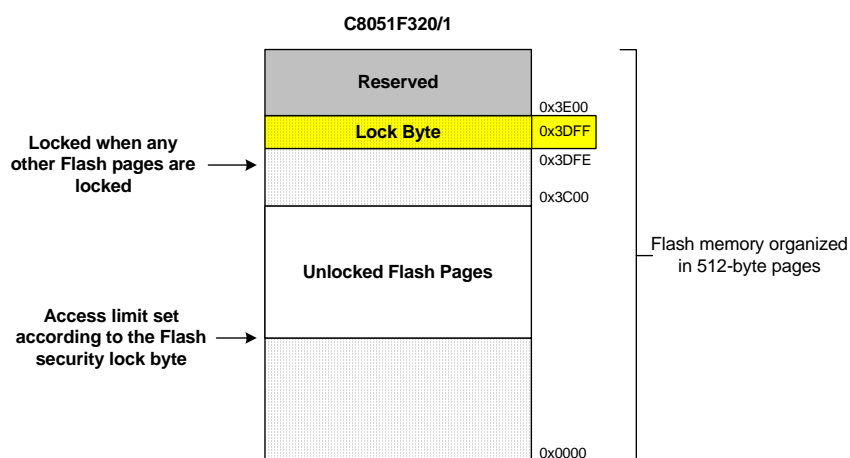 C8051F320/1
Reserved
0x3E00
Lock Byte
0x3DFF
Locked when any
other Flash pages are
locked
0x3DFE
0x3C00
Unlocked Flash Pages
Flash memory organized
in 512-byte pages
Access limit set
according to the Flash
security lock byte
0x0000